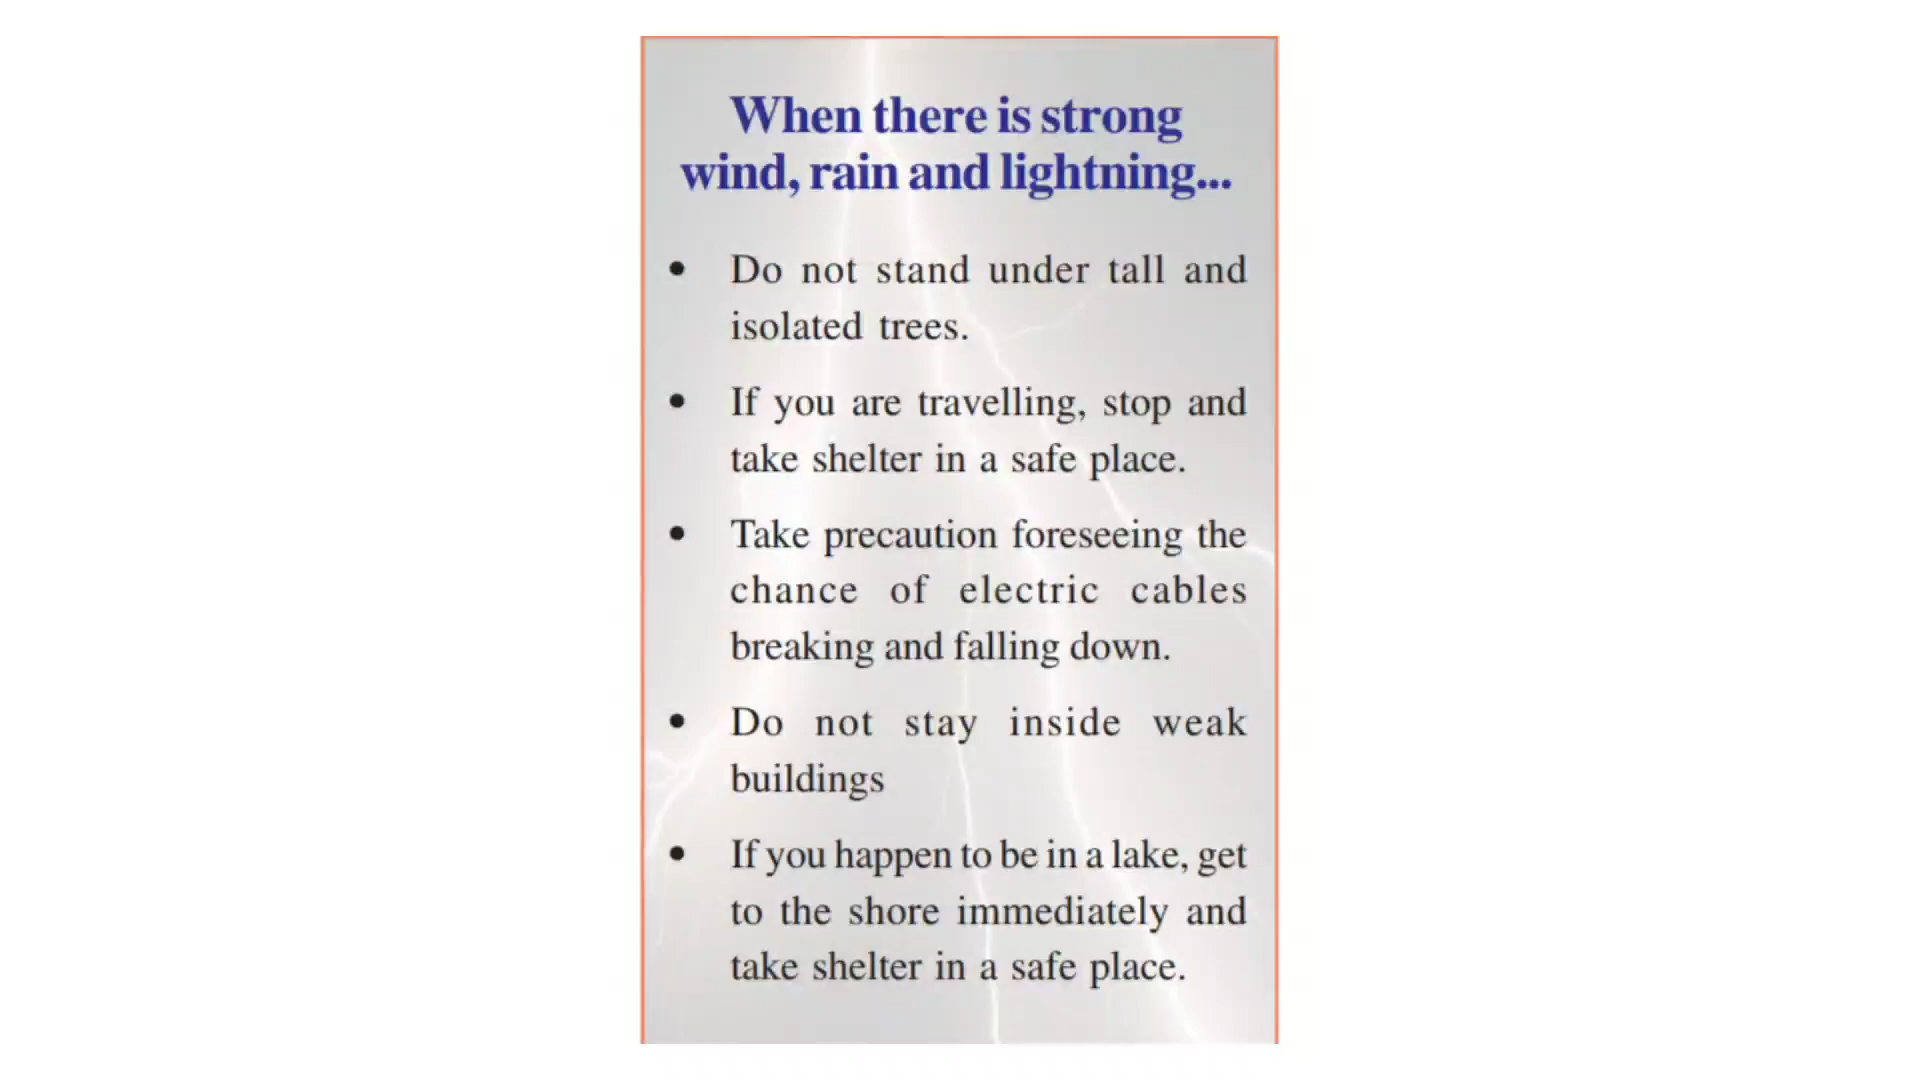 When there is strong
wind, rain and lightning...
• Do not stand under tall and
isolated trees.
• If you are travelling, stop and
take shelter in a safe place.
• Take precaution foreseeing the
chance of electric cables
breaking and falling down.
• Do not stay inside weak
buildings
• If you happen to be in a lake, get
to the shore immediately and
take shelter in a safe place.